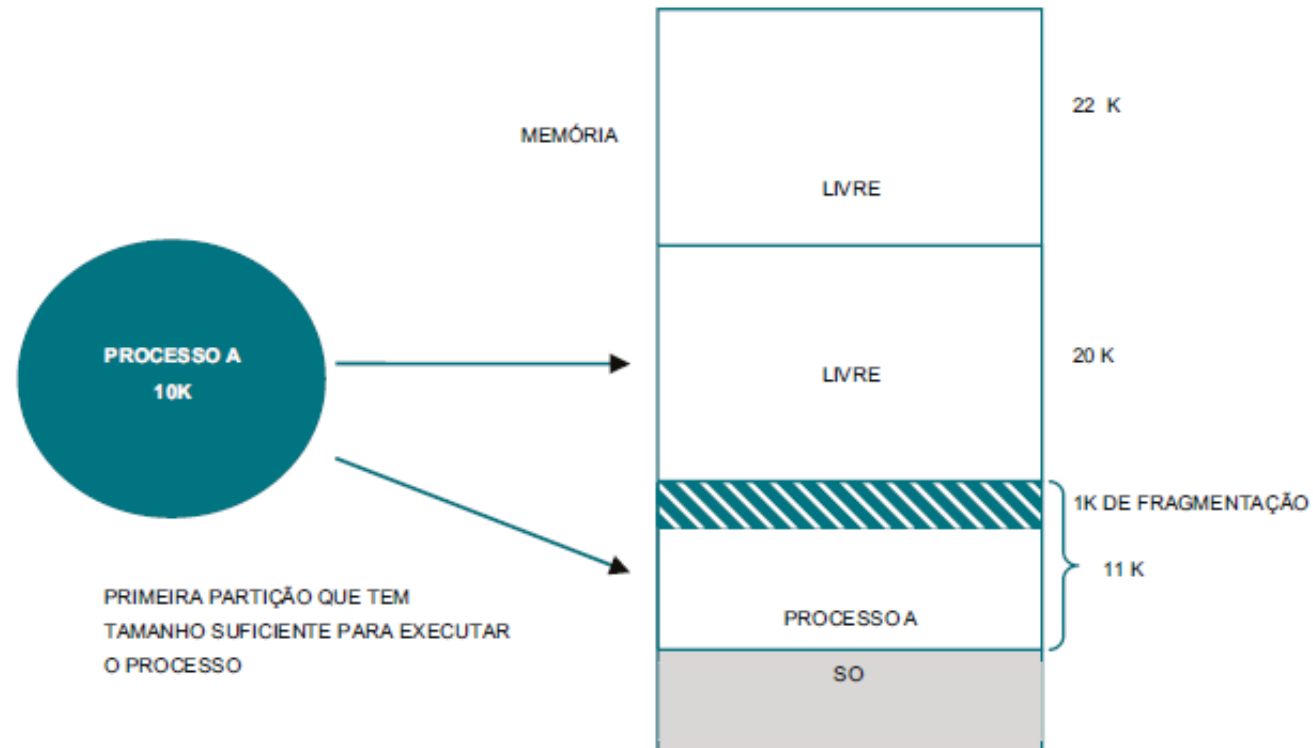 MEMÓRIA
22 K
LIVRE
PROCESSO A
10K
LIVRE
20 K
1K DE FRAGMENTAÇÃO
11 K
PRIMEIRA PARTIÇÃO QUE TEM
TAMANHO SUFICIENTE PARA EXECUTAR
O PROCESSO
PROCESSO A
SO